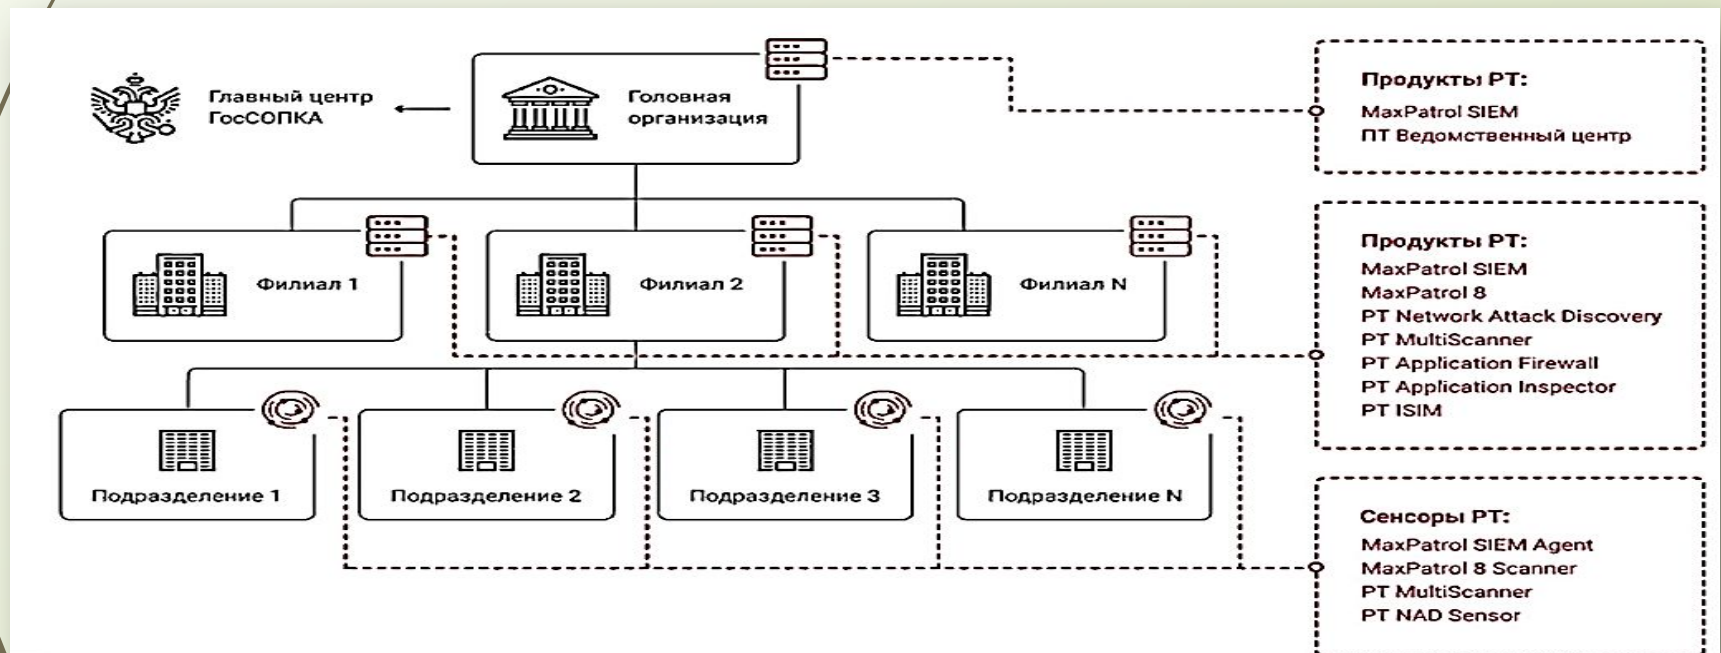 Главный центр
ГосСОПКА
Головная
организация
Продукты PT:
MaxPatrol SIEM
ПТ Ведомственный центр
Филиал 1
Филиал 2
Филиал N
Продукты PT:
MaxPatrol SIEM
MaxPatrol 8
PT Network Attack Discovery
PT MultiScanner
PT Application Firewall
PT Application Inspector
PT ISIM
Подразделение 1
Подразделение 2
Подразделение 3
Подразделение N
Сенсоры PT:
MaxPatrol SIEM Agent
MaxPatrol 8 Scanner
PT MultiScanner
PT NAD Sensor